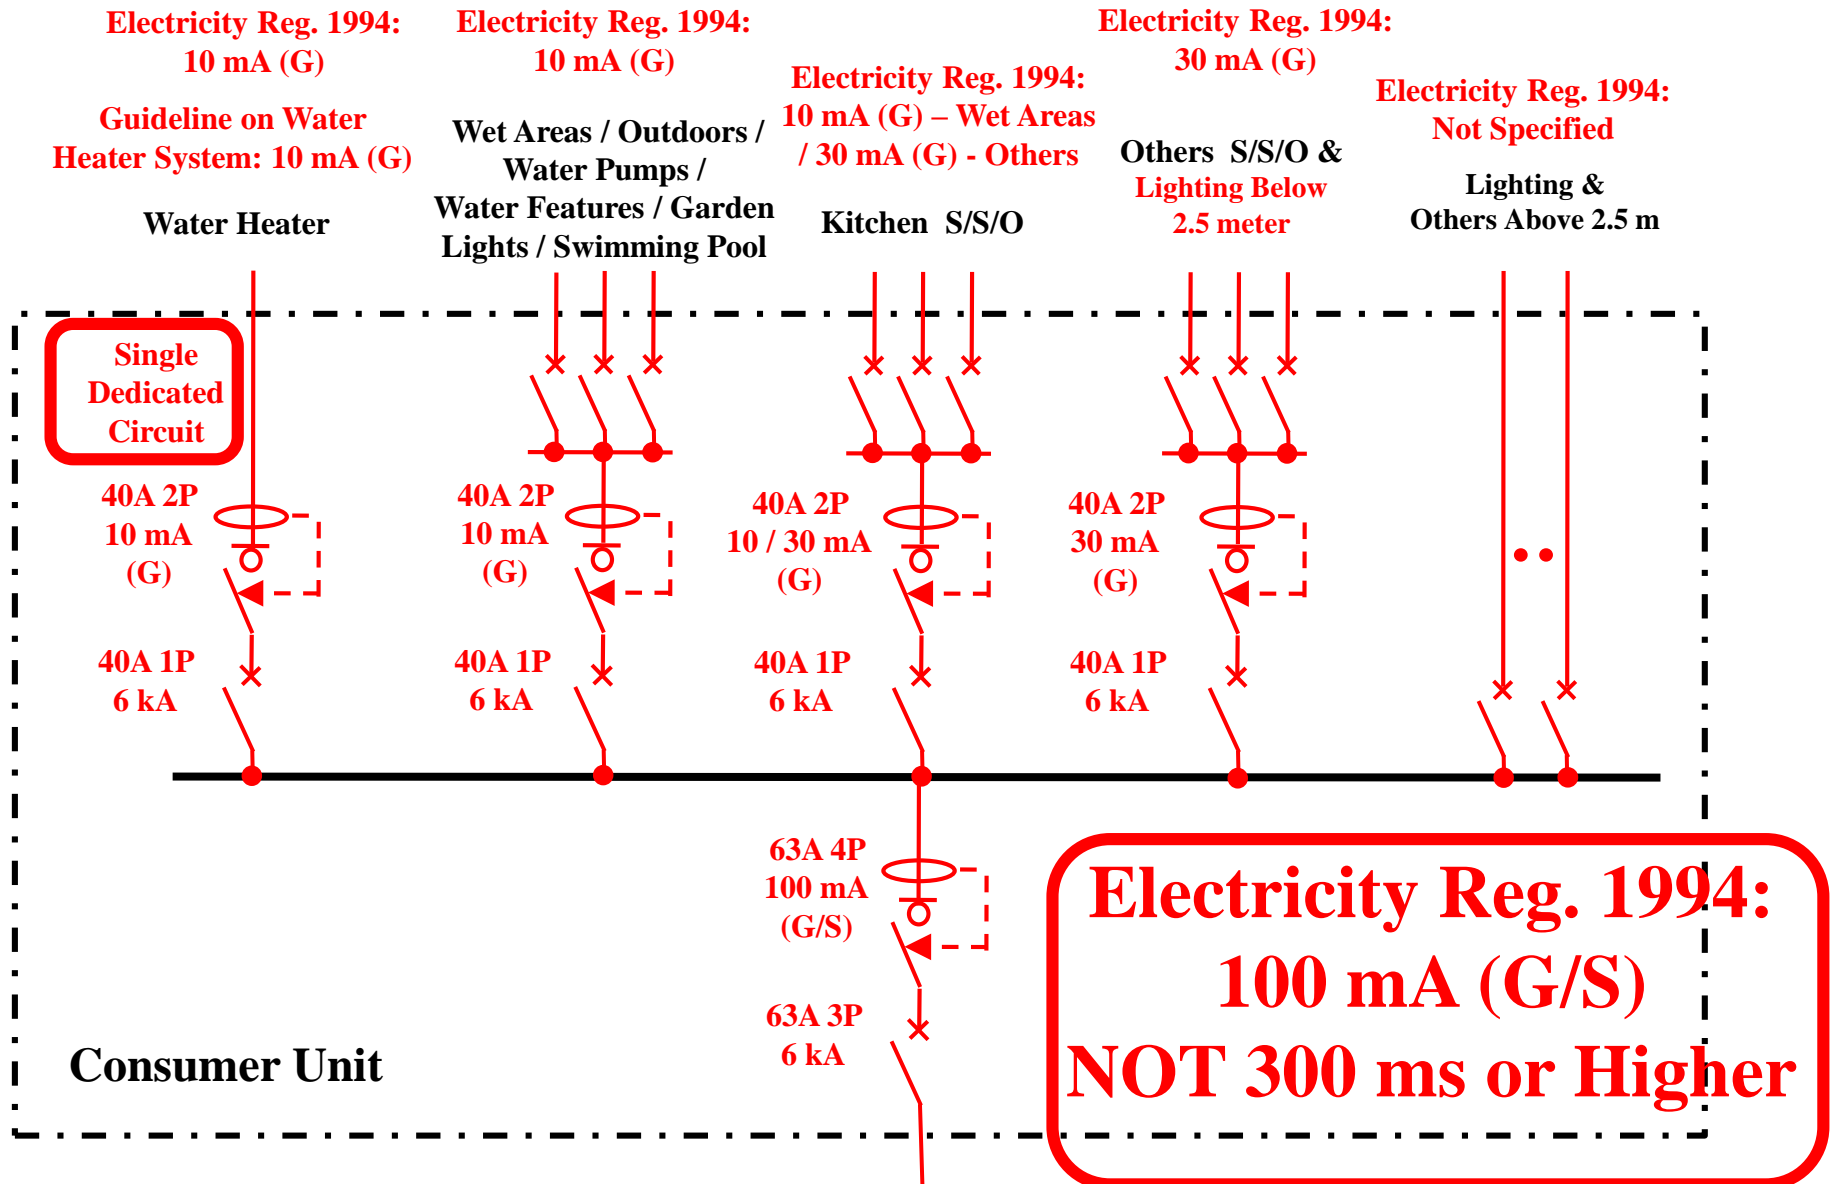 Electricity Reg. 1994:
10 mA (G)
Guideline on Water
Heater System: 10 mA (G)
Water Heater
Electricity Reg. 1994:
10 mA (G)
Wet Areas / Outdoors /
Water Pumps /
Water Features / Garden
Lights / Swimming Pool
Electricity Reg. 1994:
10 mA (G) – Wet Areas
/ 30 mA (G) - Others
Kitchen S/S/O
Electricity Reg. 1994:
30 mA (G)
Others S/S/O &
Lighting Below
2.5 meter
Electricity Reg. 1994:
Not Specified
Lighting &
Others Above 2.5 m
Single
Dedicated
Circuit
40A 2P
10 mA
(G)
40A 2P
10 mA
(G)
40A 2P
10 / 30 mA
(G)
40A 2P
30 mA
(G)
40A 1P
6 kA
40A 1P
6 kA
40A 1P
6 kA
40A 1P
6 kA
63A 4P
100 mA
(G/S)
63A 3P
6 kA
Consumer Unit
Electricity Reg. 1994:
100 mA (G/S)
NOT 300 ms or Higher